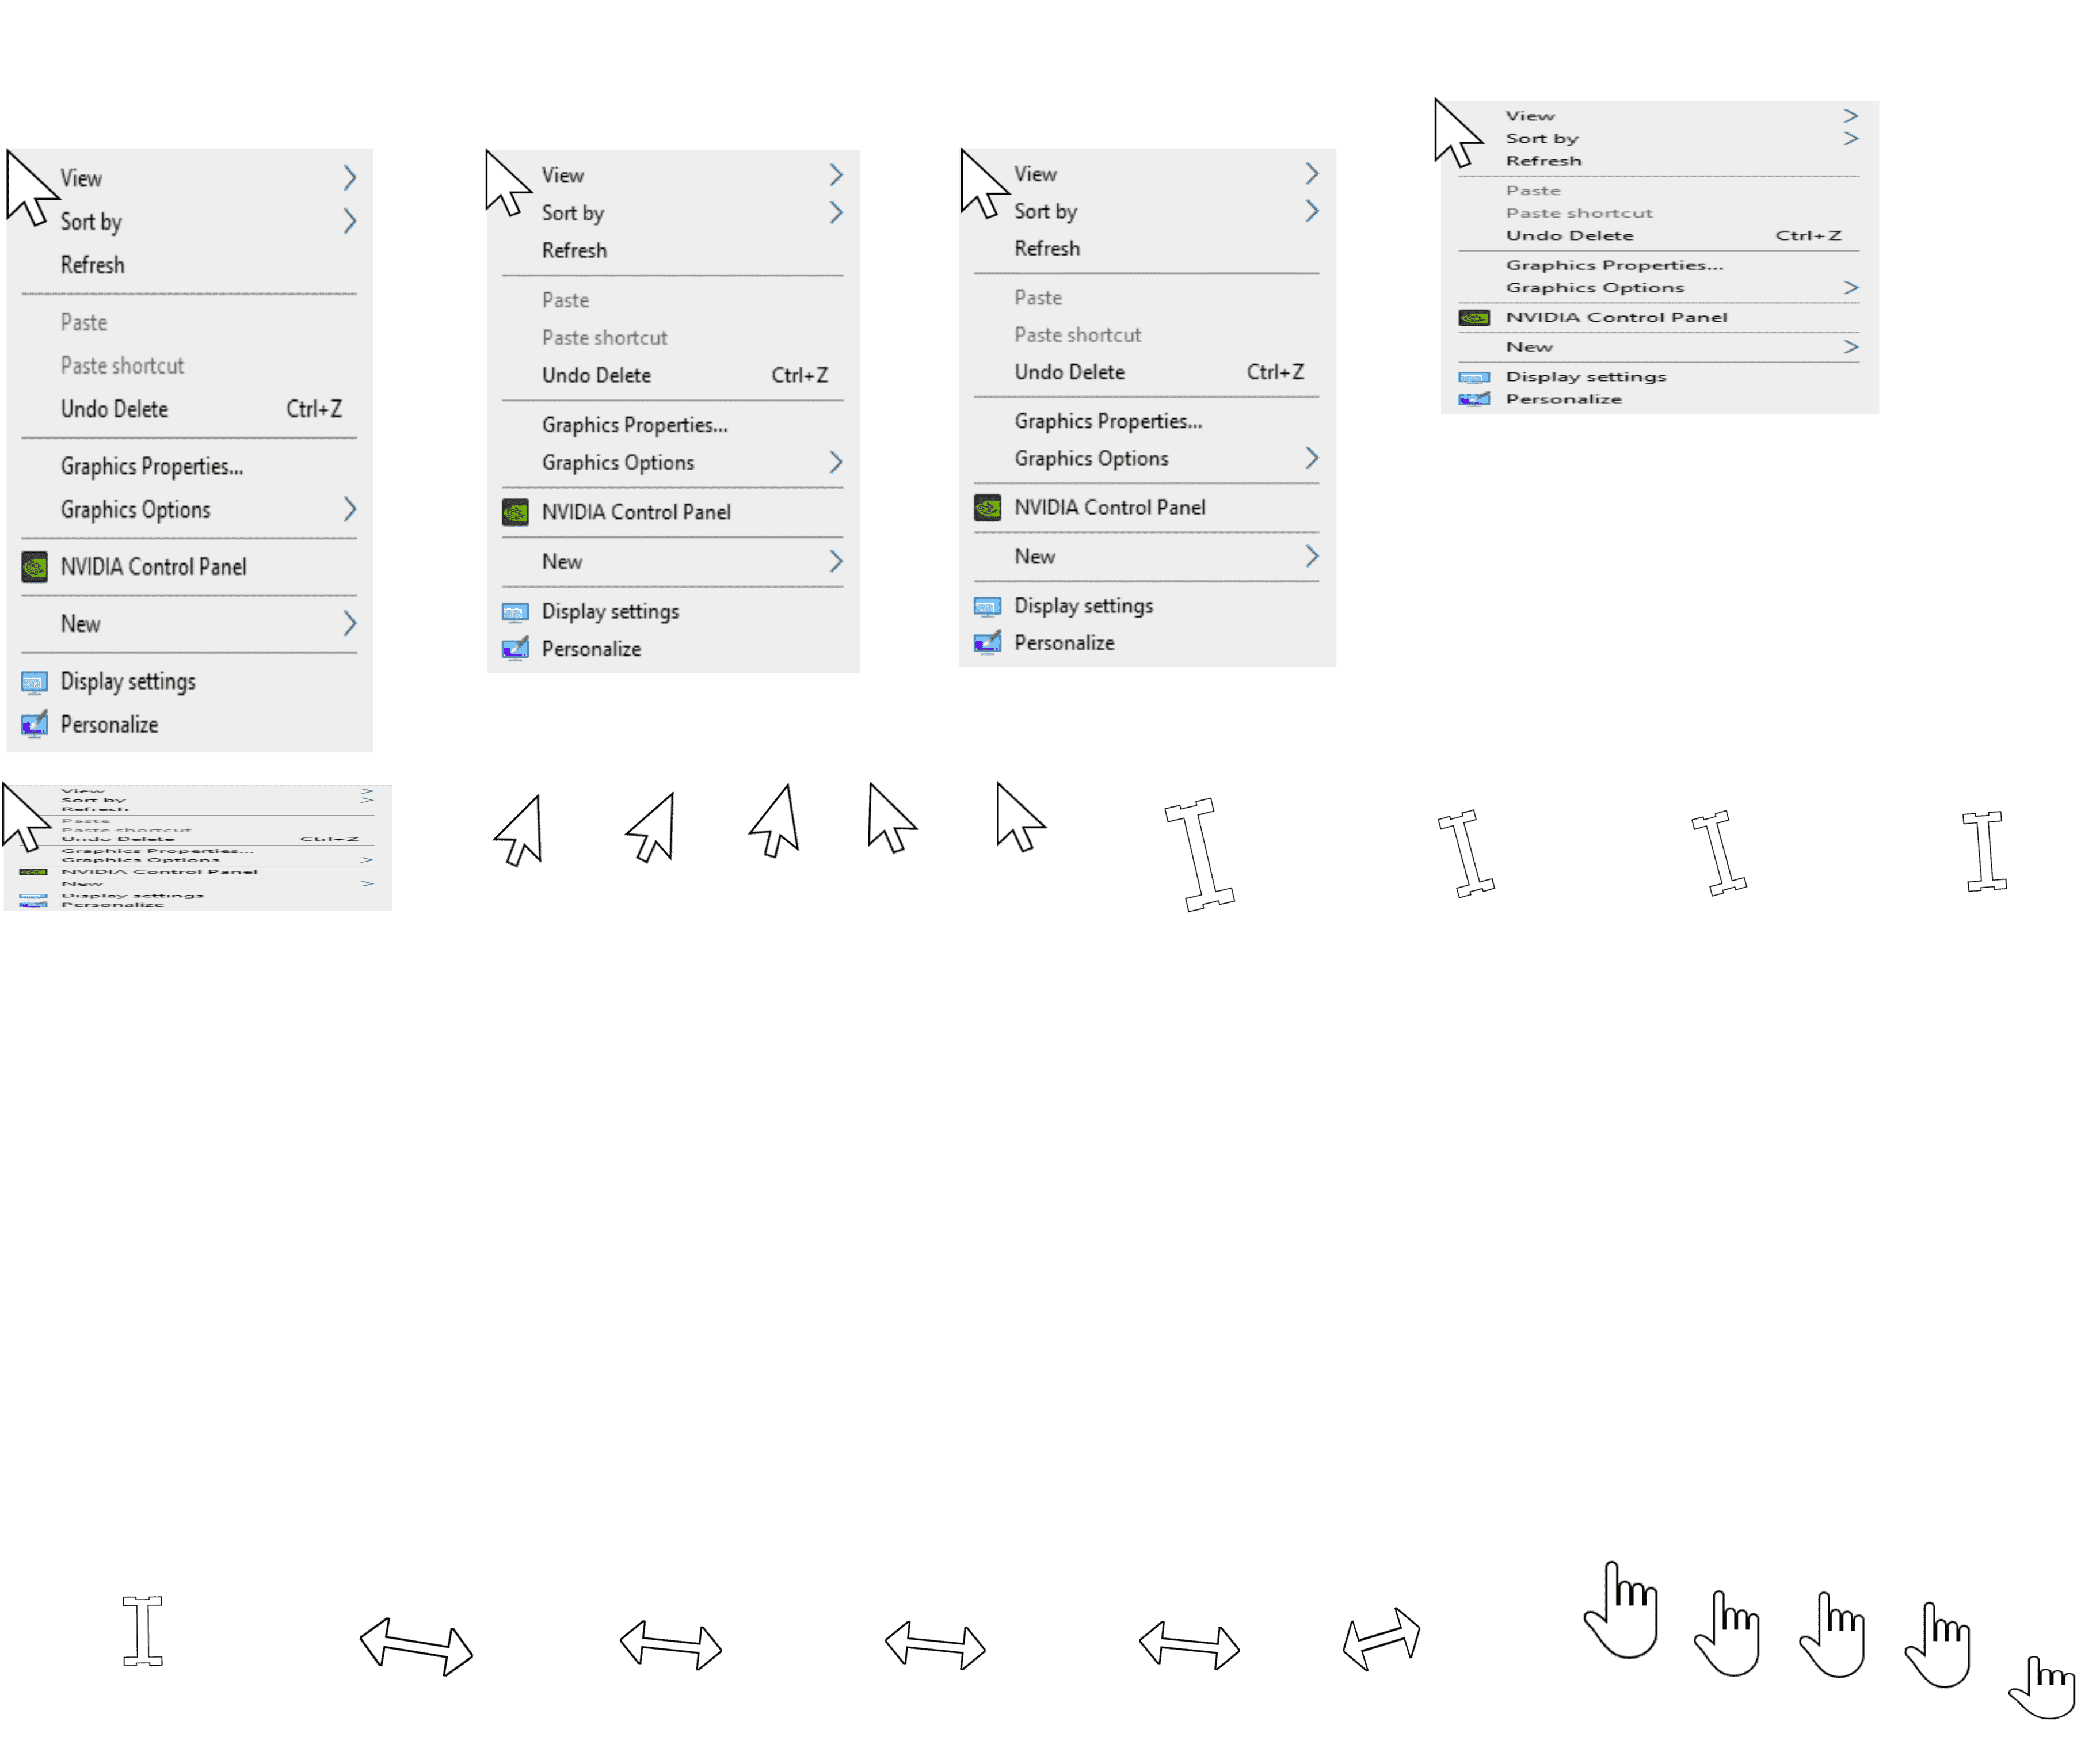 View
Sort by
Refresh
Paste
Paste shortcut
Undo Delete Ctrl+Z
Graphics Properties...
Graphics Options
NVIDIA Control Panel
New
Display settings
Personalize
View
Sort by
Refresh
Paste
Paste shortcut
Undo Delete Ctrl+Z
Graphics Properties...
Graphics Options
NVIDIA Control Panel
New
Display settings
Personalize
View
Sort by
Refresh
Paste
Paste shortcut
Undo Delete Ctrl+Z
Graphics Properties...
Graphics Options
NVIDIA Control Panel
New
Display settings
Personalize
View
Sort by
Refresh
Paste
Paste shortcut
Undo Delete Ctrl+Z
Graphics Properties...
Graphics Options
NVIDIA Control Panel
New
Display settings
Personalize
View
Sort by
Refresh
Paste
Paste shortcut
Undo Delete Ctrl+Z
Graphics Properties...
Graphics Options
NVIDIA Control Panel
New
Display settings
Personalize